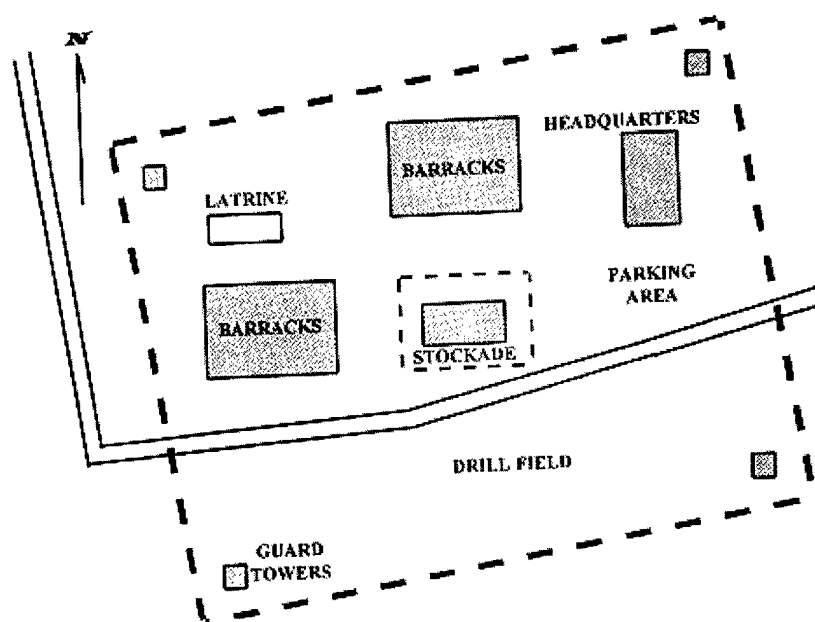 N
HEADQUARTERS
BARRACKS
LATRINE
PARKING
AREA
BARRACKS
STOCKADE
DRILL FIELD
GUARD
TOWERS